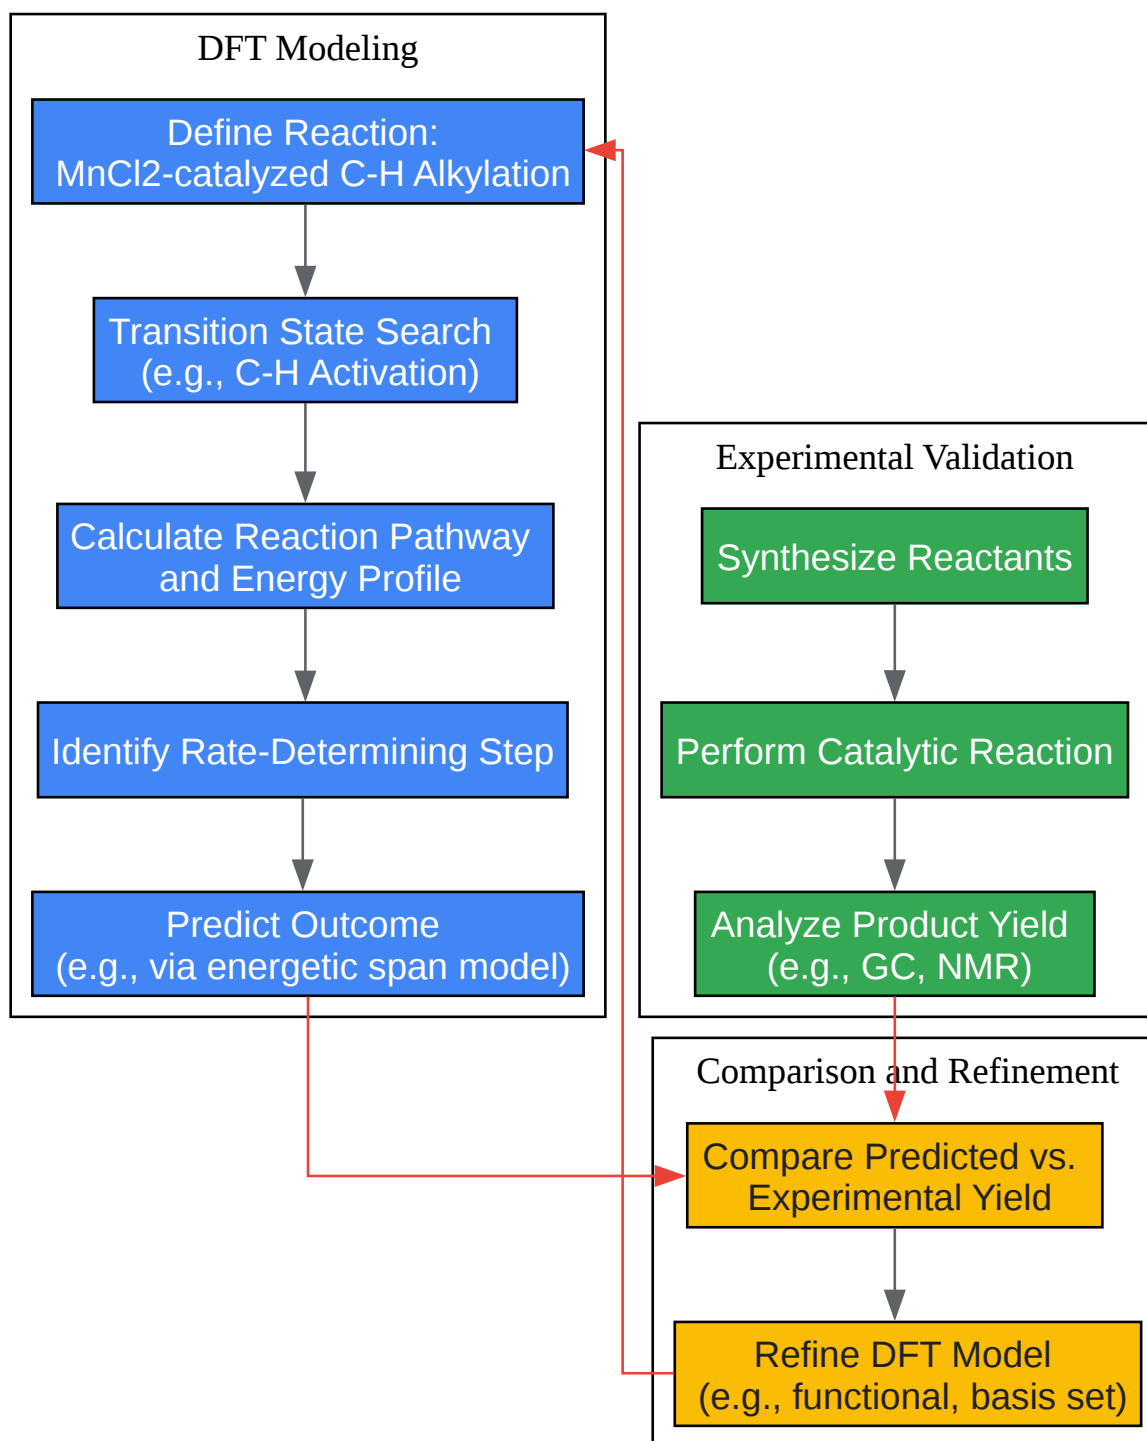 DFT Modeling
Define Reaction:
MnCl2-catalyzed C-H Alkylation
Transition State Search
(e.g., C-H Activation)
Calculate Reaction Pathway
and Energy Profile
Identify Rate-Determining Step
Predict Outcome
(e.g., via energetic span model)
Experimental Validation
Synthesize Reactants
Perform Catalytic Reaction
Analyze Product Yield
(e.g., GC, NMR)
Comparison and Refinement
Compare Predicted vs.
Experimental Yield
Refine DFT Model
(e.g., functional, basis set)